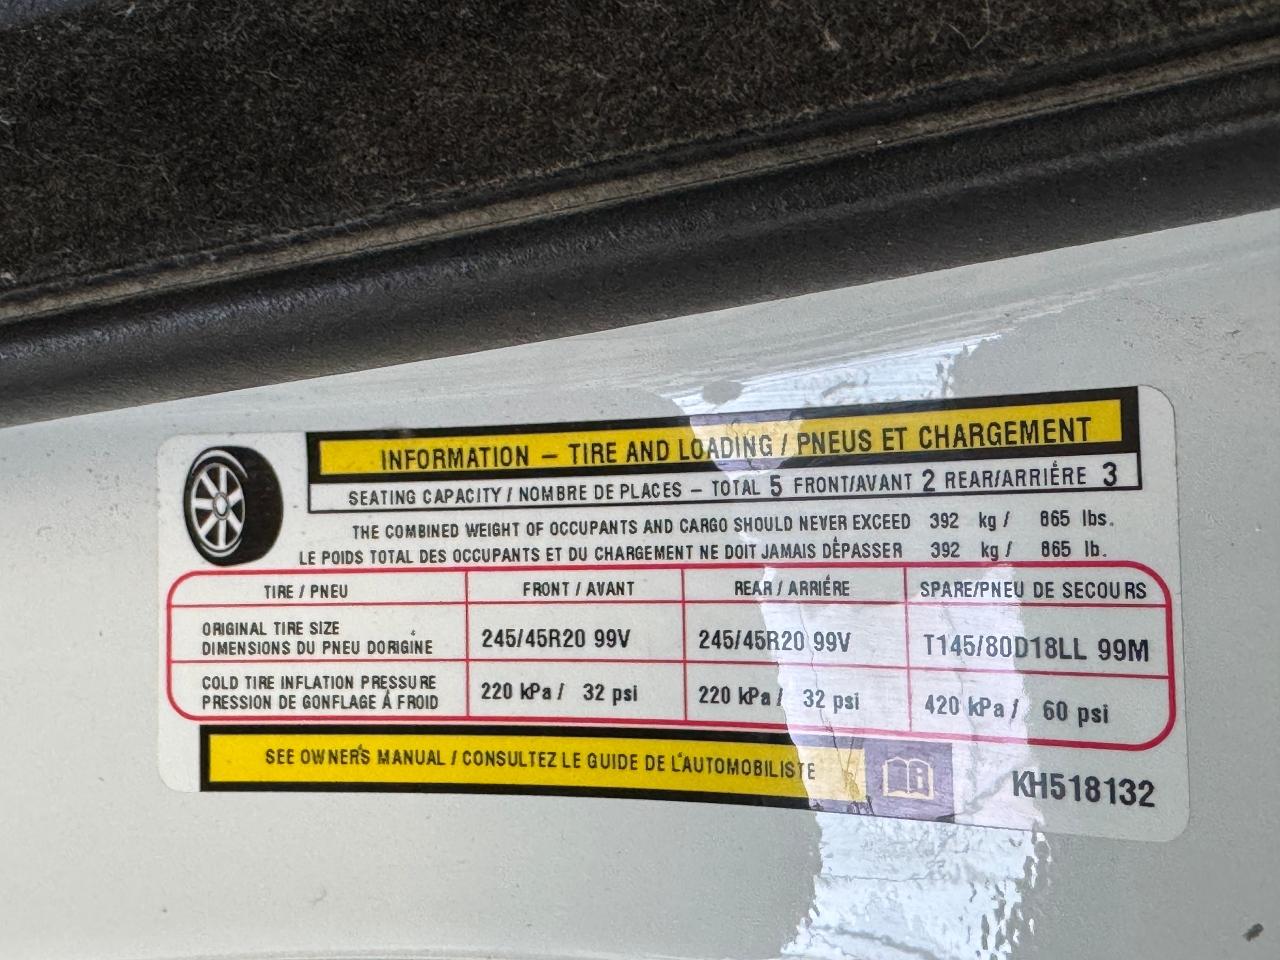 INFORMATION – TIRE AND LOADING / PNEUS ET CHARGEMENT
SEATING CAPACITY / NOMBRE DE PLACES – TOTAL 5 FRONT/AVANT 2 REAR/ARRIÉRE 3
THE COMBINED WEIGHT OF OCCUPANTS AND CARGO SHOULD NEVER EXCEED 392 kg / 865 lbs.
LE POIDS TOTAL DES OCCUPANTS ET DU CHARGEMENT NE DOIT JAMAIS DÉPASSER 392 kg / 865 lb.
TIRE / PNEU FRONT / AVANT REAR / ARRIÉRE SPARE/PNEU DE SECOURS
ORIGINAL TIRE SIZE
DIMENSIONS DU PNEU D'ORIGINE 245/45R20 99V 245/45R20 99V T145/80D18LL 99M
COLD TIRE INFLATION PRESSURE
PRESSION DE GONFLAGE Á FROID 220 kPa / 32 psi 220 kPa / 32 psi 420 kPa / 60 psi
SEE OWNER'S MANUAL / CONSULTEZ LE GUIDE DE L'AUTOMOBILISTE
KH518132